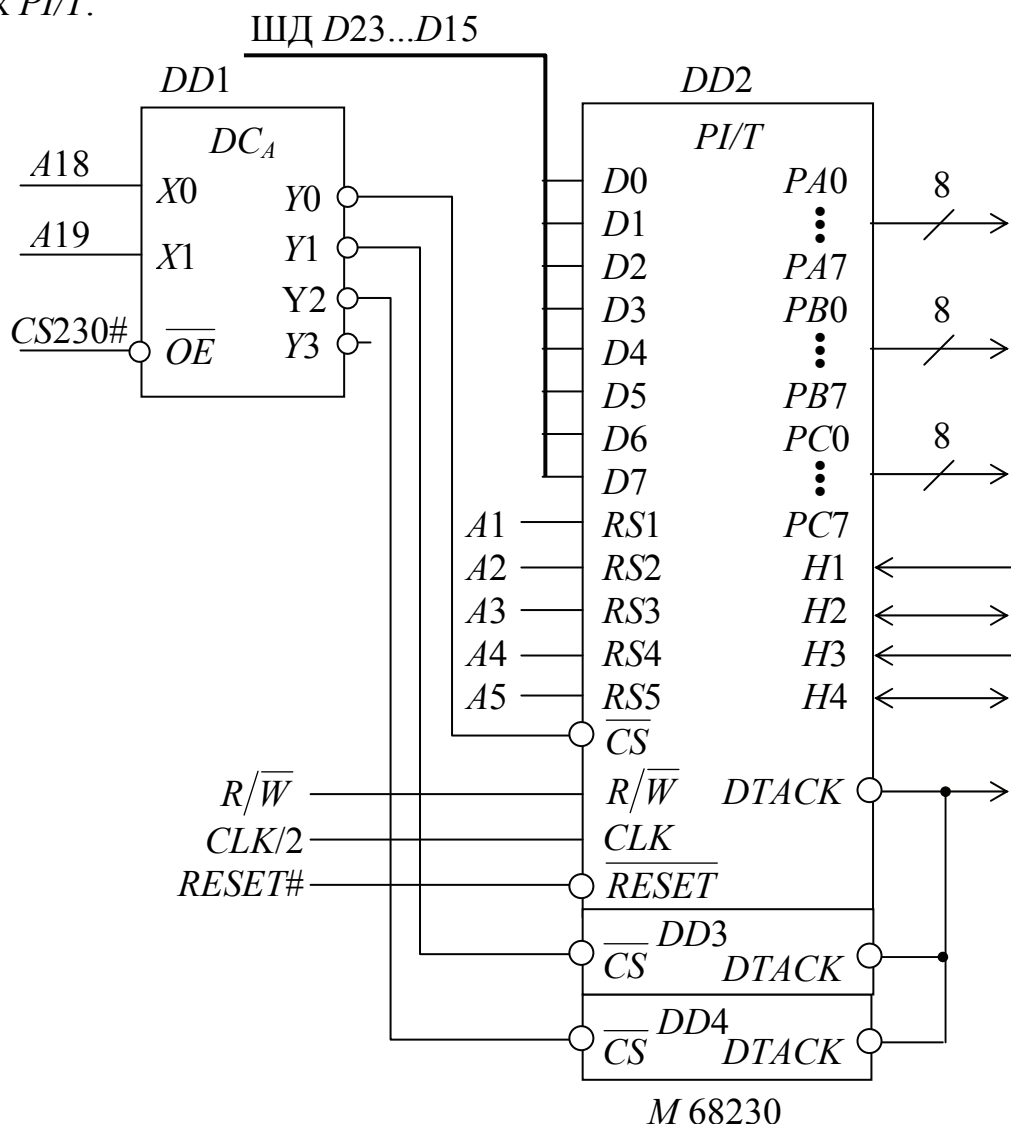 к PI/T.
ШД D23...D15
DD1
DD2
DC_A
PI/T
A18
X0
Y0
A19
X1
Y1
Y2
CS230#
OE
Y3
D0
PA0
8
D1
D2
PA7
D3
PB0
8
D4
D5
PB7
D6
PC0
8
D7
A1
RS1
PC7
A2
RS2
H1
A3
RS3
H2
A4
RS4
H3
A5
RS5
H4
CS
R/W
R/W
DTACK
CLK/2
CLK
RESET#
RESET
CS
DD3
DTACK
CS
DD4
DTACK
M 68230